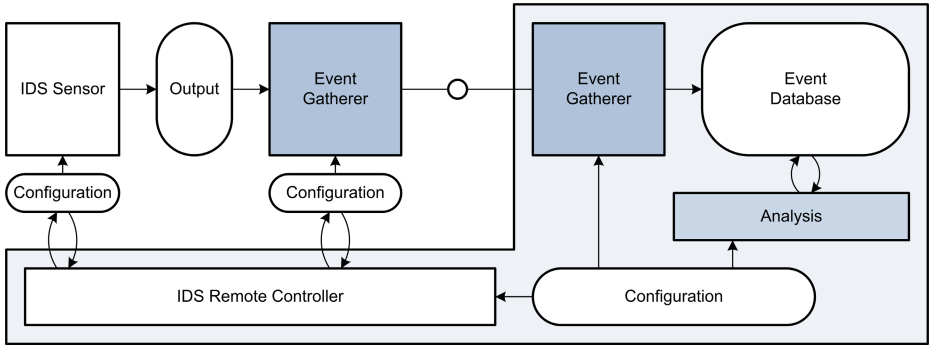 IDS Sensor
Output
Event
Gatherer
Event
Gatherer
Event
Database
Configuration
Configuration
Analysis
IDS Remote Controller
Configuration